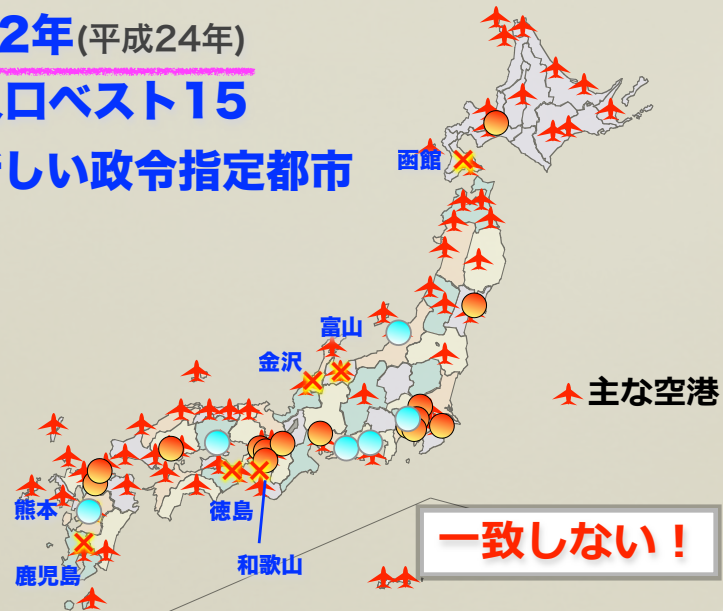 2年(平成24年)
人口ベスト15
しい政令指定都市
函館
富山
金沢
主な空港
熊本
徳島
和歌山
鹿児島
一致しない！